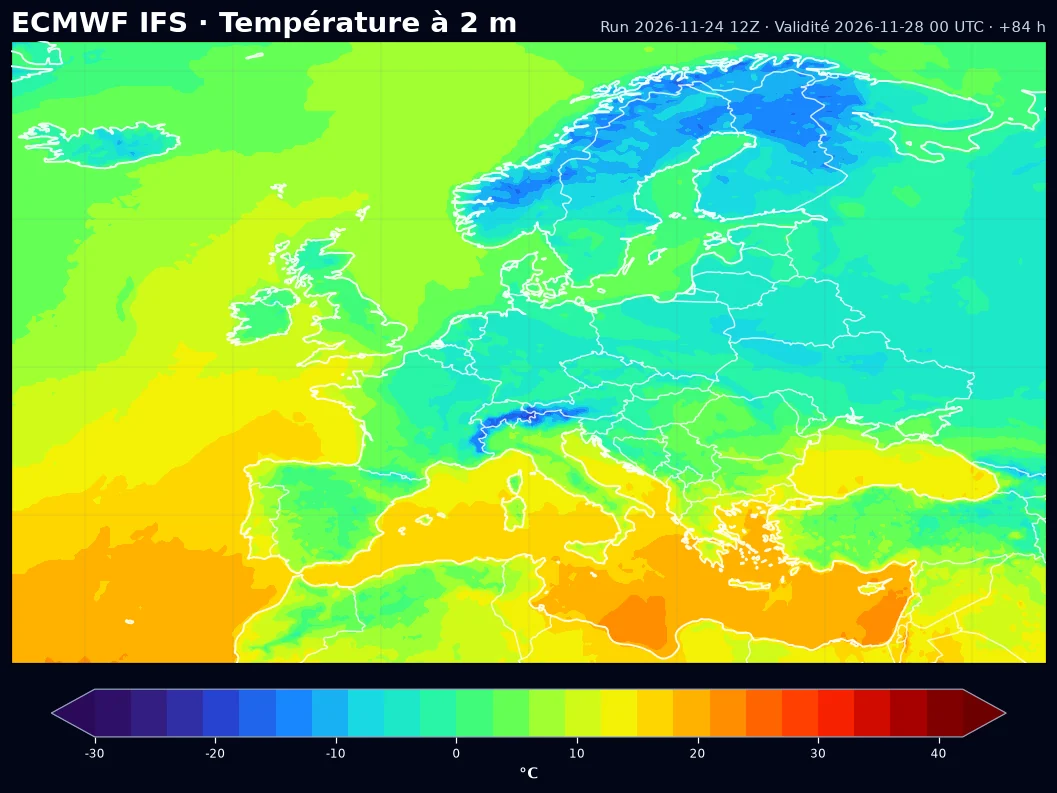 ECMWF IFS · Température à 2 m
Run 2026-11-24 12Z · Validité 2026-11-28 00 UTC · +84 h
-30 -20 -10 0 10 20 30 40
°C